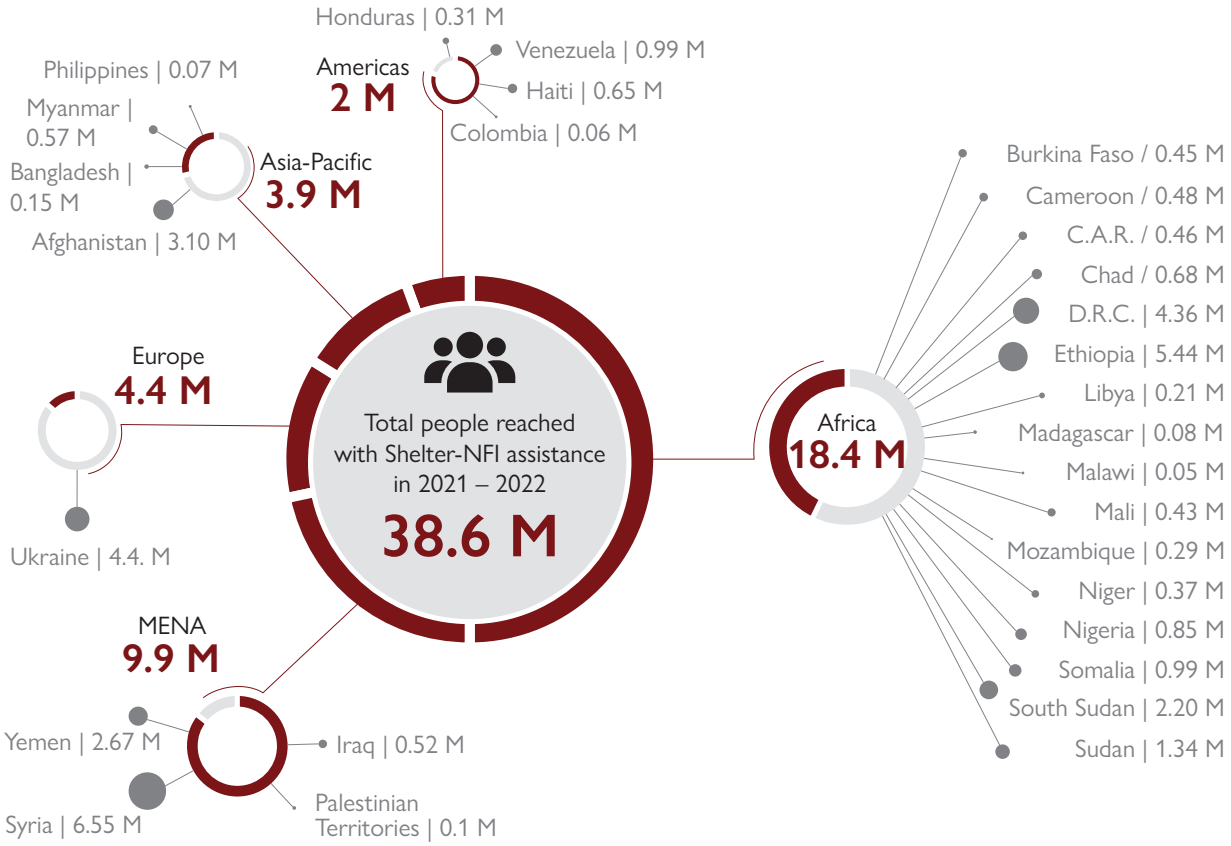 Honduras | 0.31 M
Venezuela | 0.99 M
Americas
2 M
Haiti | 0.65 M
Colombia | 0.06 M
Philippines | 0.07 M
Myanmar |
0.57 M
Bangladesh |
0.15 M
Asia-Pacific
3.9 M
Afghanistan | 3.10 M
Europe
4.4 M
Ukraine | 4.4. M
Total people reached
with Shelter-NFI assistance
in 2021 – 2022
38.6 M
MENA
9.9 M
Yemen | 2.67 M
Iraq | 0.52 M
Syria | 6.55 M
Palestinian
Territories | 0.1 M
Africa
18.4 M
Burkina Faso / 0.45 M
Cameroon / 0.48 M
C.A.R. / 0.46 M
Chad / 0.68 M
D.R.C. | 4.36 M
Ethiopia | 5.44 M
Libya | 0.21 M
Madagascar | 0.08 M
Malawi | 0.05 M
Mali | 0.43 M
Mozambique | 0.29 M
Niger | 0.37 M
Nigeria | 0.85 M
Somalia | 0.99 M
South Sudan | 2.20 M
Sudan | 1.34 M